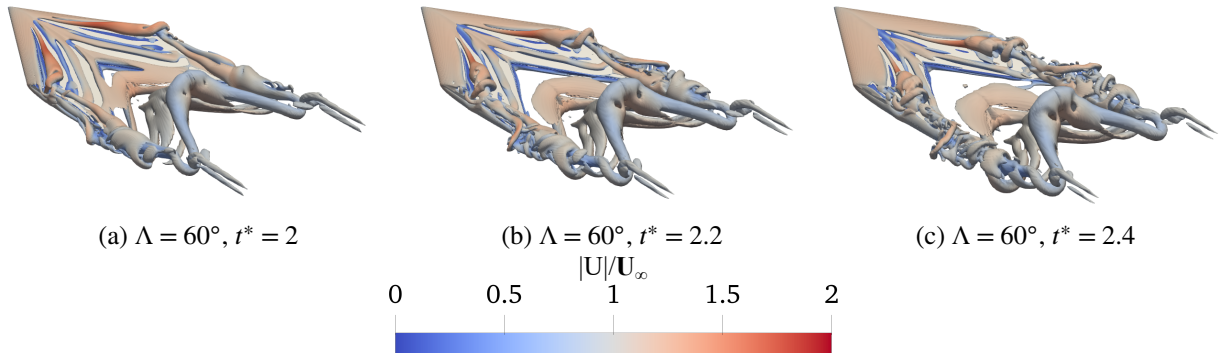 (a) Λ = 60°, t* = 2
(b) Λ = 60°, t* = 2.2
(c) Λ = 60°, t* = 2.4
|U|/U∞
0 0.5 1 1.5 2